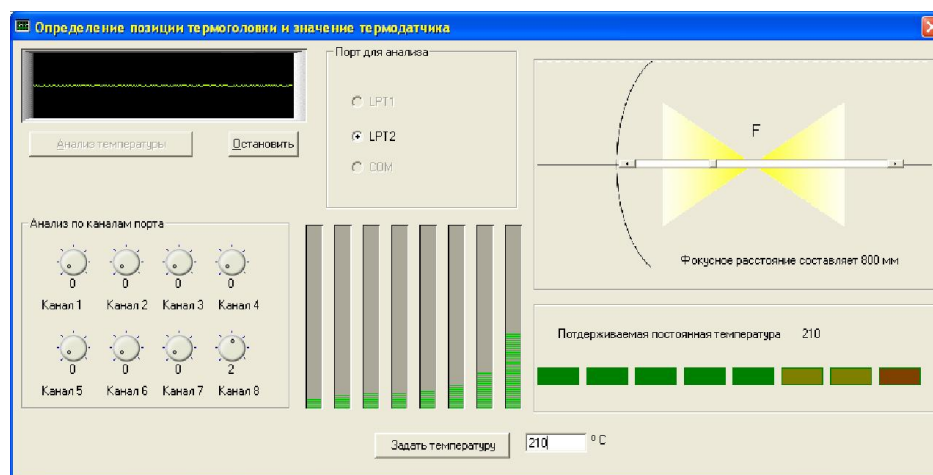 Определение позиции термоголовки и значение термодатчика
Порт для анализа
LPT1
LPT2
COM
Анализ температуры
Остановить
F
Фокусное расстояние составляет 800 мм
Анализ по каналам порта
0 0 0 0
Канал 1 Канал 2 Канал 3 Канал 4
0 0 0 2
Канал 5 Канал 6 Канал 7 Канал 8
Потдерживаемая постоянная температура 210
Задать температуру 210 ° C